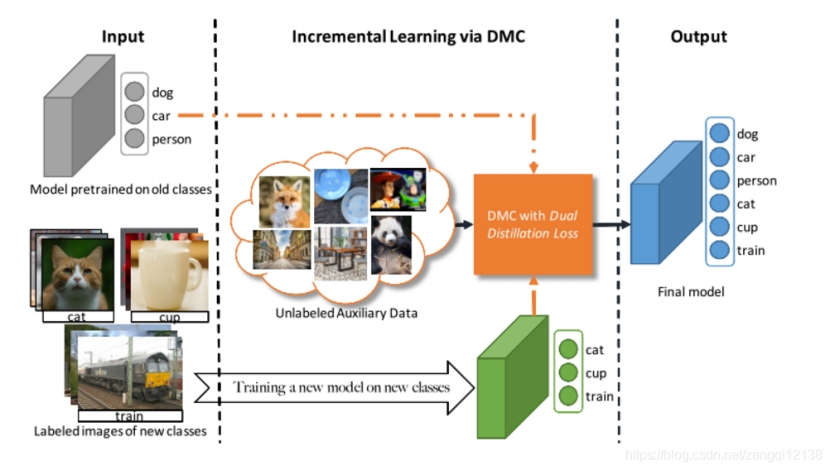 Input
Incremental Learning via DMC
Output
dog
car
person
Model pretrained on old classes
cat
cup
train
Labeled images of new classes
Unlabeled Auxiliary Data
DMC with Dual
Distillation Loss
Training a new model on new classes
cat
cup
train
dog
car
person
cat
cup
train
Final model
https://blog.csdn.net/zengqi12138